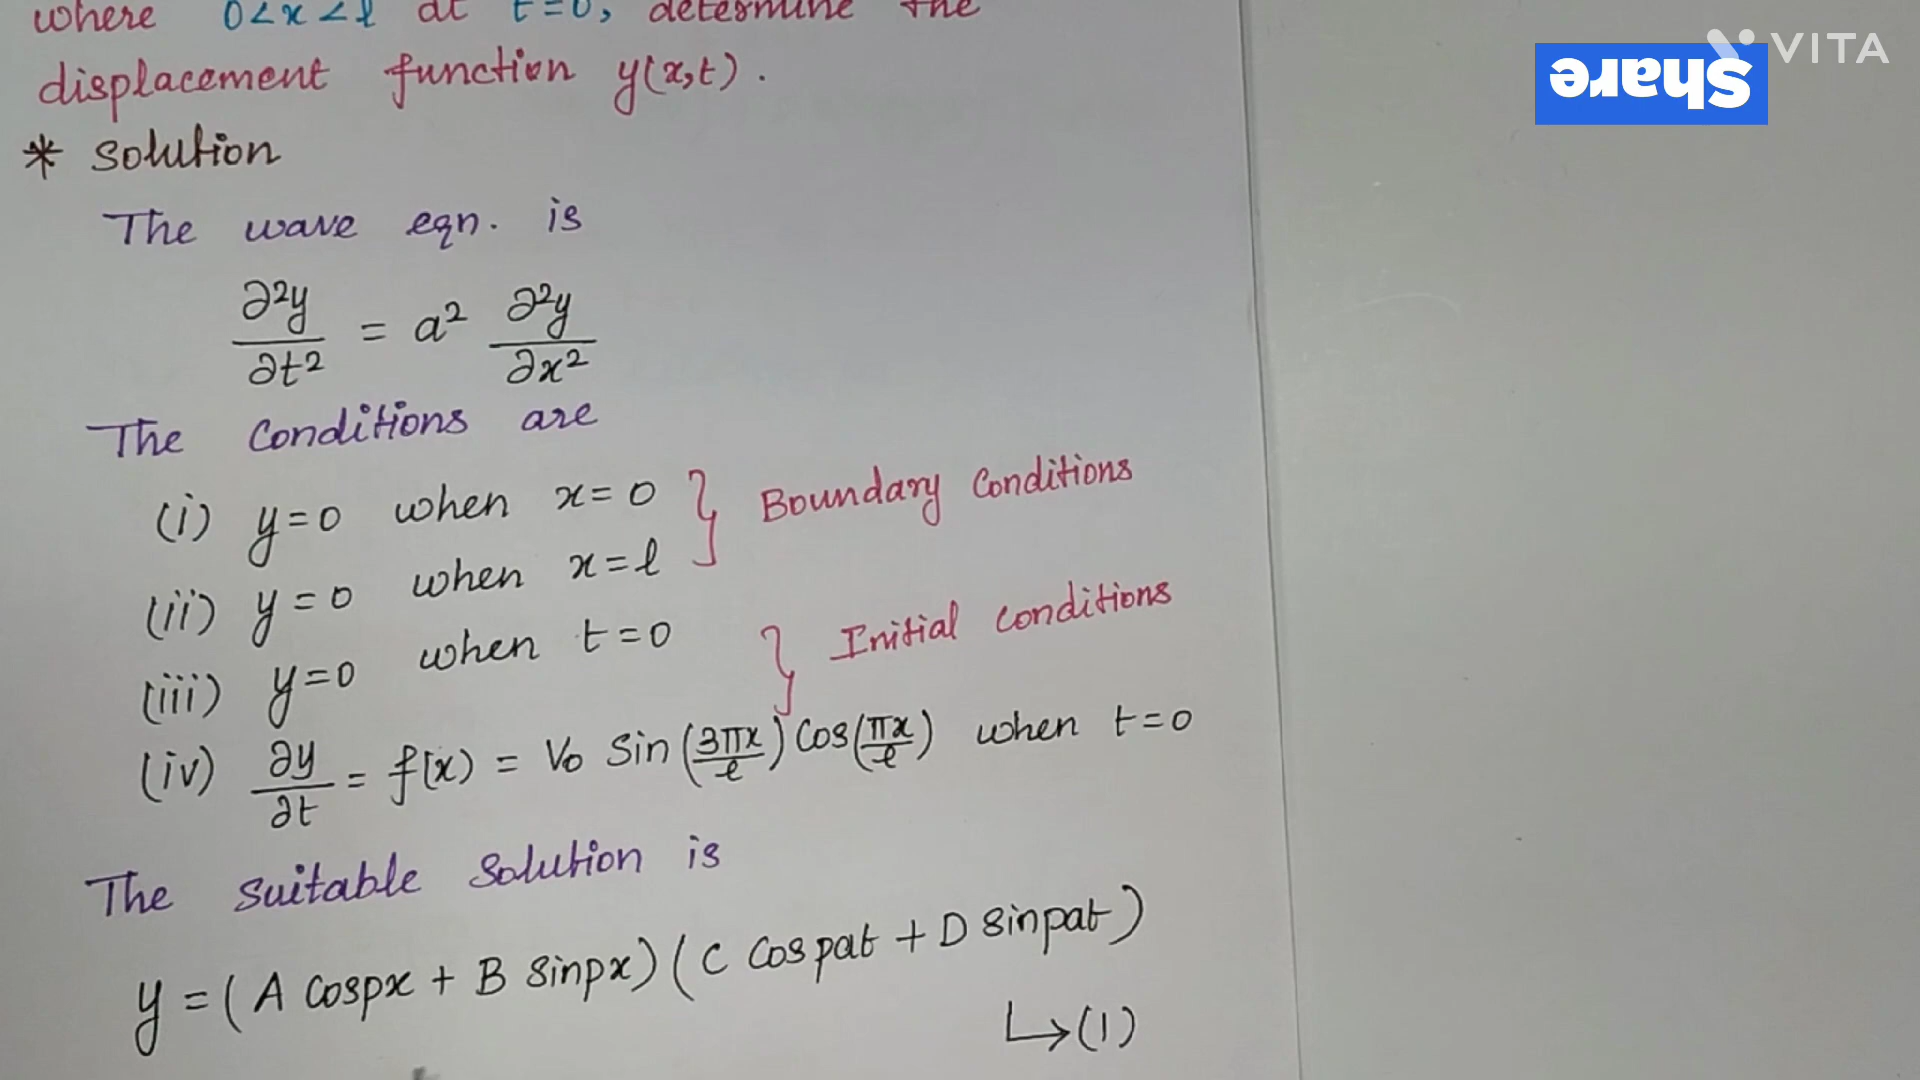 where 0<x<l at t=0, determine the
displacement function y(x,t).
* Solution
The wave eqn. is
∂²y/∂t² = a² ∂²y/∂x²
The Conditions are
(i) y=0 when x=0 } Boundary Conditions
(ii) y=0 when x=l
(iii) y=0 when t=0 } Initial conditions
(iv) ∂y/∂t = f(x) = V₀ Sin(3πx/l) Cos(πx/l) when t=0
The suitable Solution is
y = (A Cospx + B Sinpx)(C Cospat + D Sinpat)
↳(1)
Share
VITA